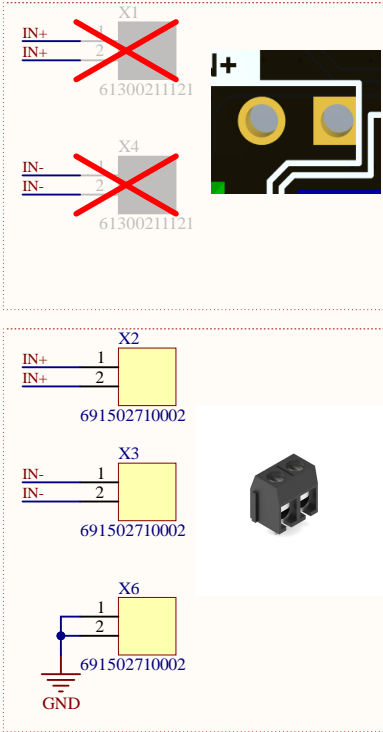 X1
IN+ 1
IN+ 2
61300211121
X4
IN- 1
IN- 2
61300211121
+
X2
IN+ 1
IN+ 2
691502710002
X3
IN- 1
IN- 2
691502710002
X6
1
2
691502710002
GND